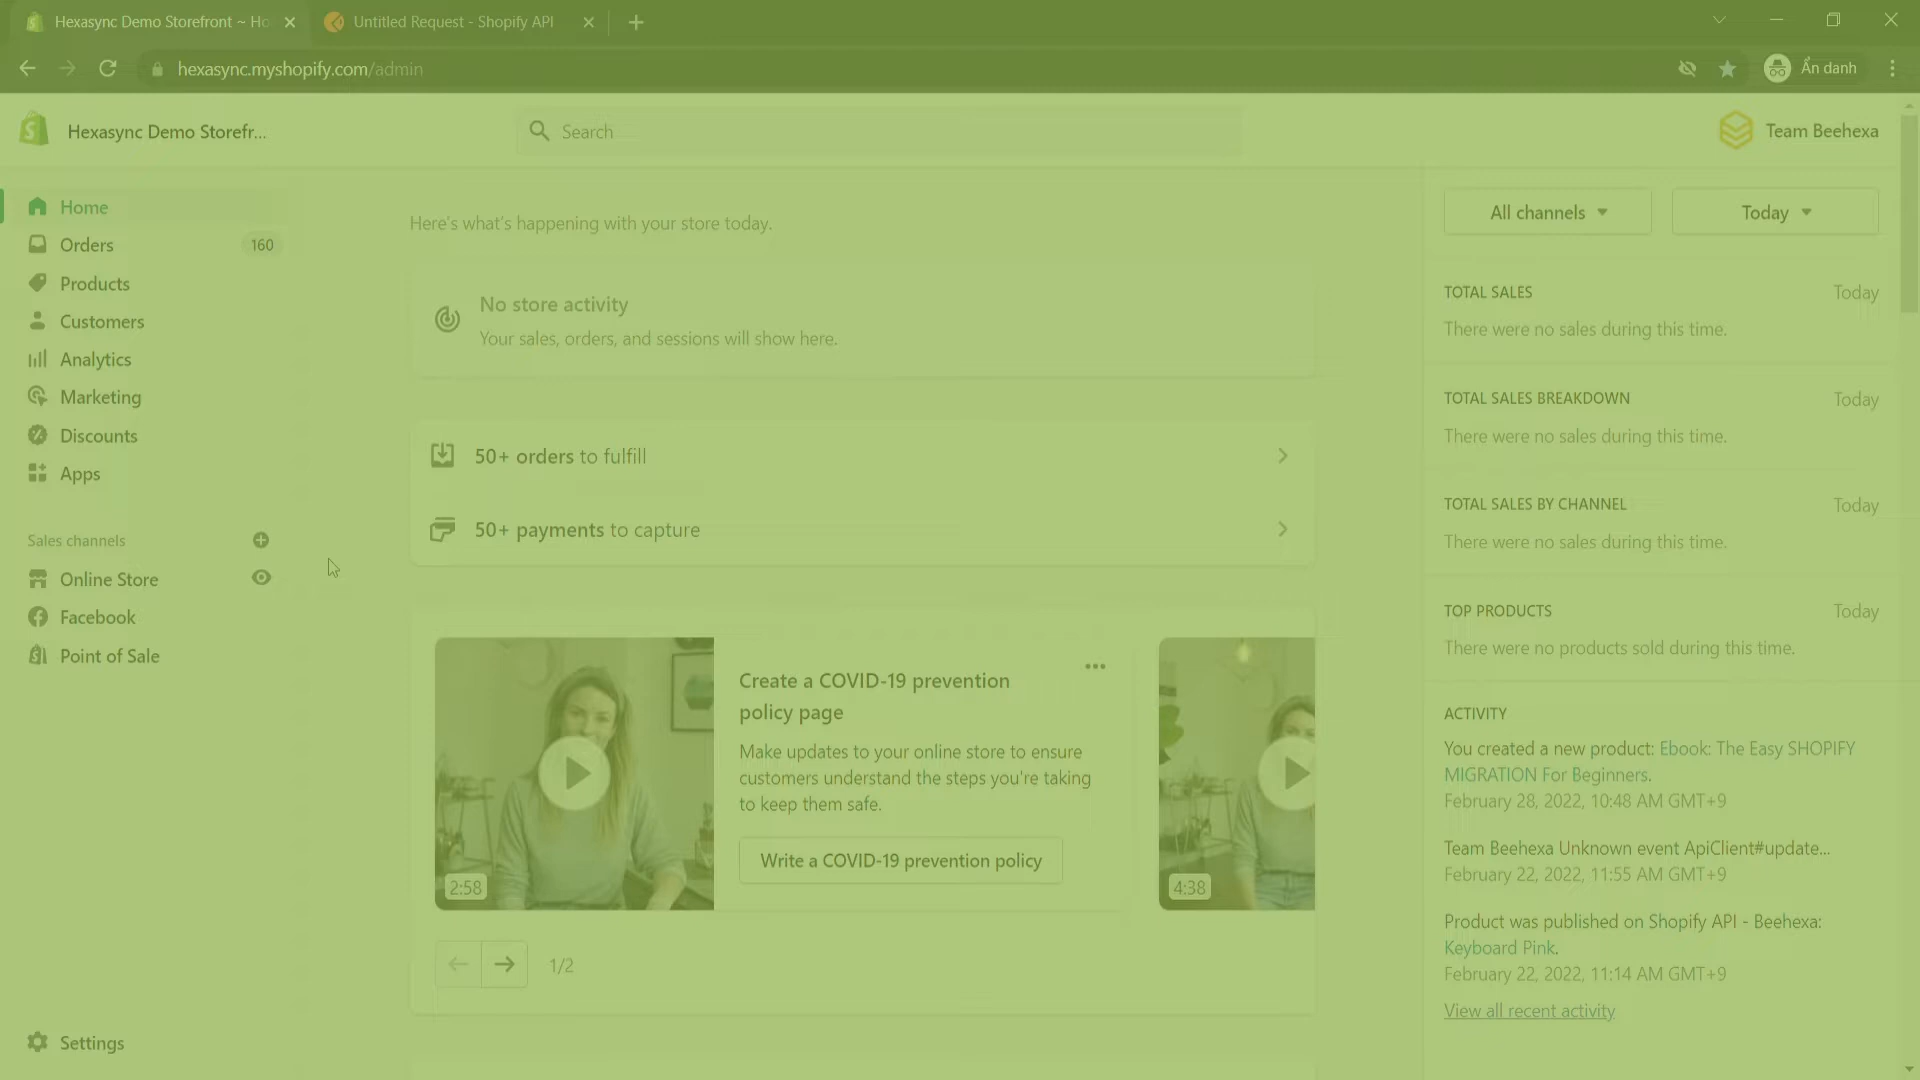 Hexasync Demo Storefront ~ Ho
Untitled Request - Shopify API
hexasync.myshopify.com/admin
Ẩn danh
Hexasync Demo Storefr...
Search
Team Beehexa
Home
Orders
160
Products
Customers
Analytics
Marketing
Discounts
Apps
Sales channels
Online Store
Facebook
Point of Sale
Settings
Here's what's happening with your store today.
No store activity
Your sales, orders, and sessions will show here.
50+ orders to fulfill
50+ payments to capture
2:58
Create a COVID-19 prevention
policy page
Make updates to your online store to ensure
customers understand the steps you're taking
to keep them safe.
Write a COVID-19 prevention policy
4:38
1/2
All channels
Today
TOTAL SALES
Today
There were no sales during this time.
TOTAL SALES BREAKDOWN
Today
There were no sales during this time.
TOTAL SALES BY CHANNEL
Today
There were no sales during this time.
TOP PRODUCTS
Today
There were no products sold during this time.
ACTIVITY
You created a new product: Ebook: The Easy SHOPIFY
MIGRATION For Beginners.
February 28, 2022, 10:48 AM GMT+9
Team Beehexa Unknown event ApiClient#update...
February 22, 2022, 11:55 AM GMT+9
Product was published on Shopify API - Beehexa:
Keyboard Pink.
February 22, 2022, 11:14 AM GMT+9
View all recent activity